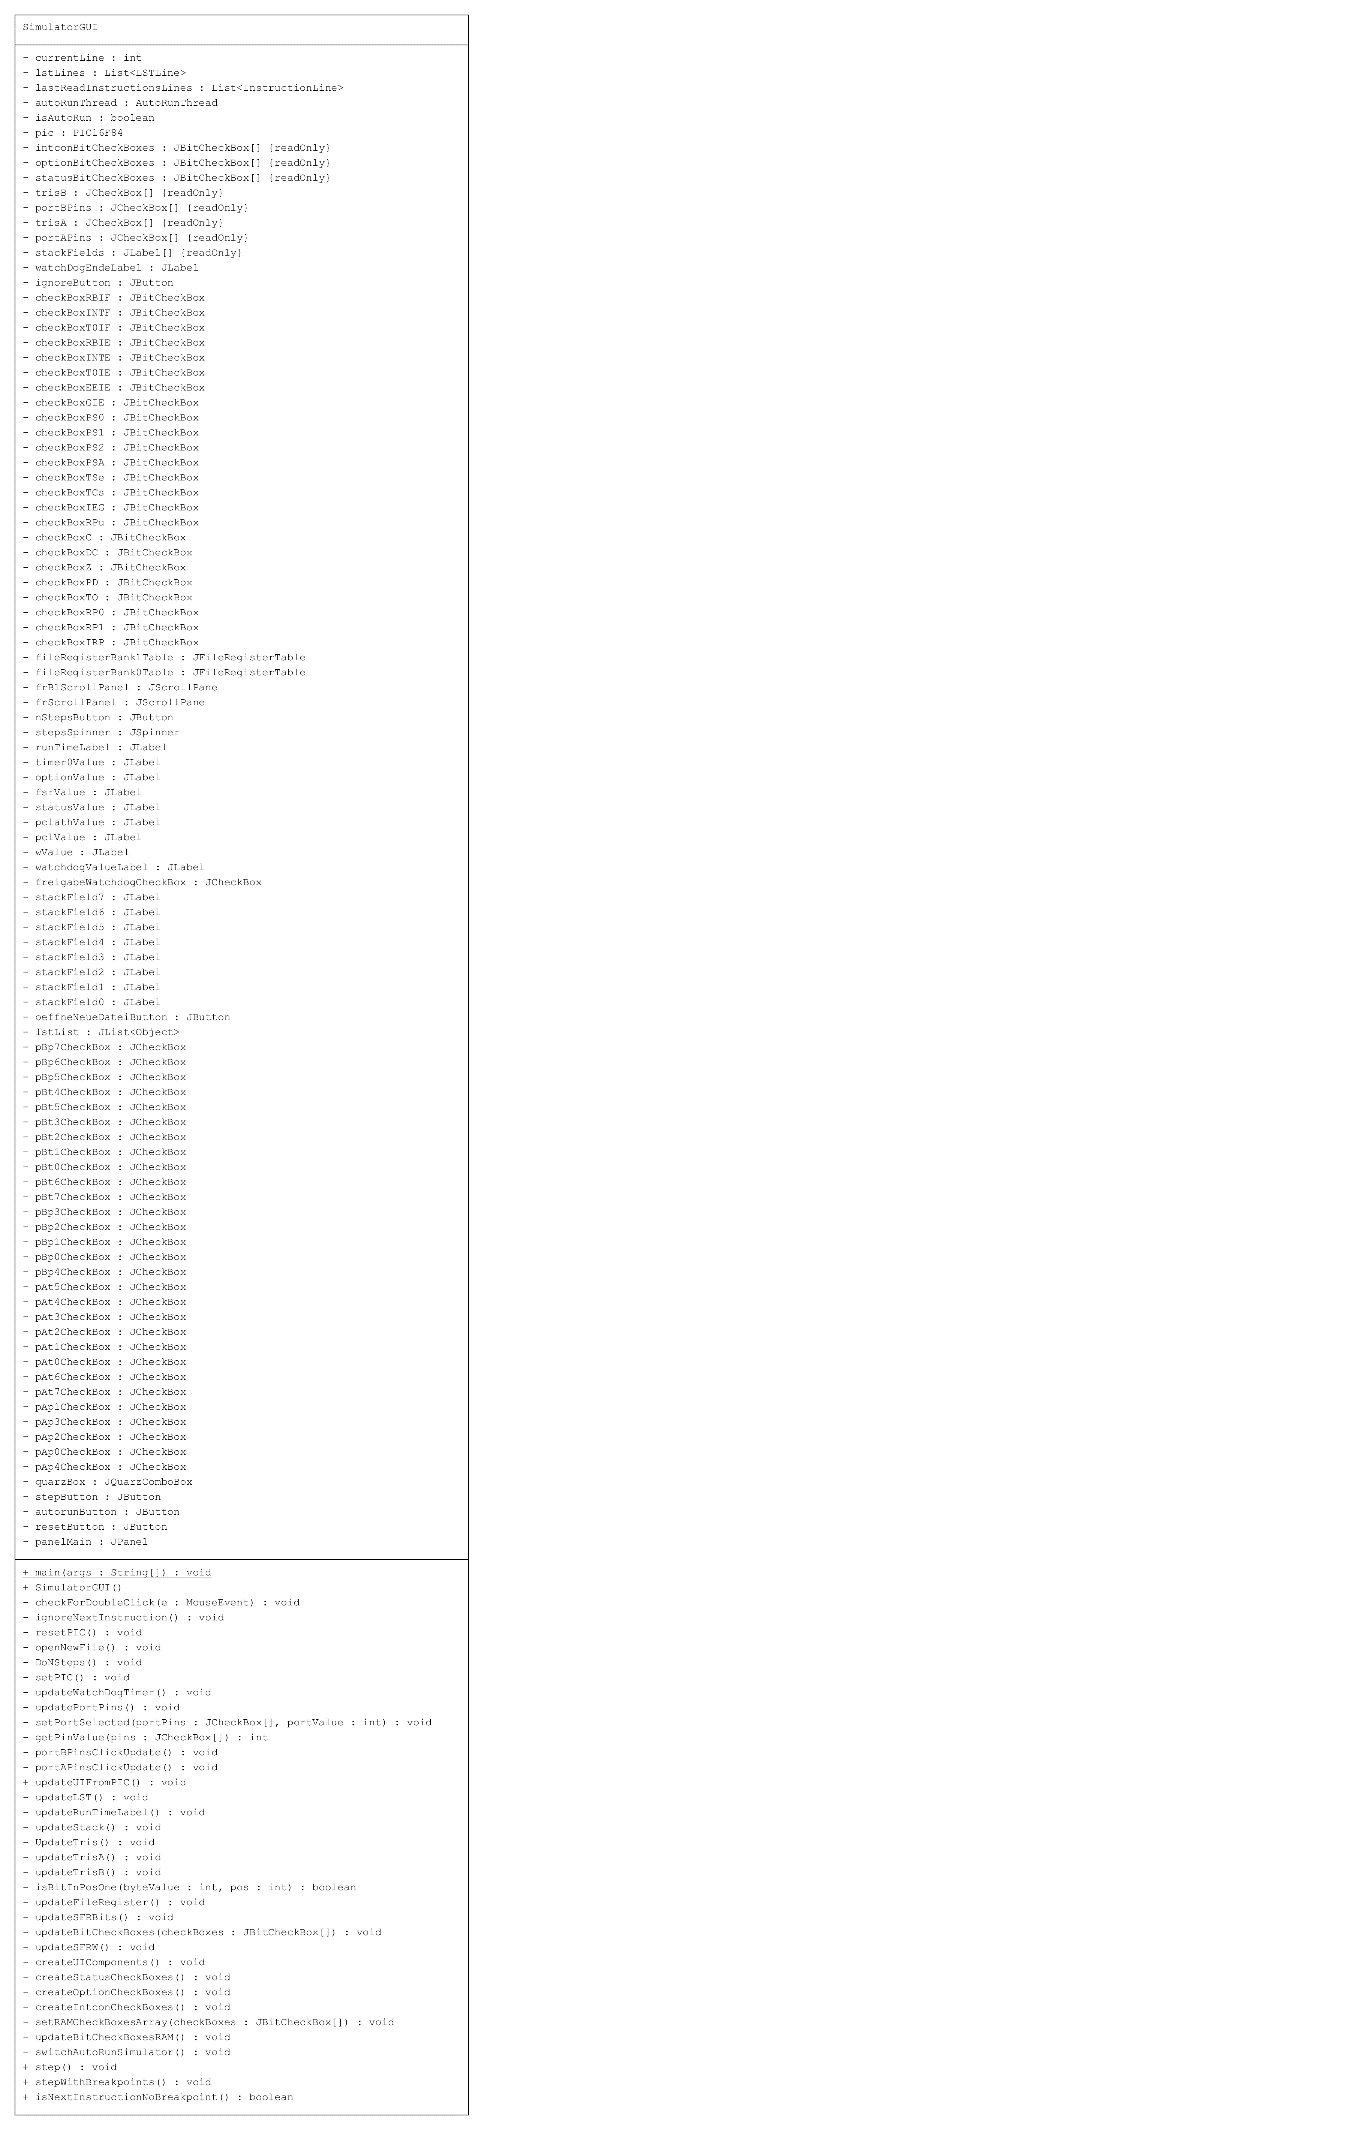 SimulatorGUI
- currentLine : int
- lstLines : List<LSTLine>
- lastReadInstructionsLines : List<InstructionLine>
- autoRunThread : AutoRunThread
- isAutoRun : boolean
- pic : PIC16F84
- intconBitCheckBoxes : JBitCheckBox[] {readOnly}
- optionBitCheckBoxes : JBitCheckBox[] {readOnly}
- statusBitCheckBoxes : JBitCheckBox[] {readOnly}
- trisB : JCheckBox[] {readOnly}
- portBPins : JCheckBox[] {readOnly}
- trisA : JCheckBox[] {readOnly}
- portAPins : JCheckBox[] {readOnly}
- stackFields : JLabel[] {readOnly}
- watchDogEndeLabel : JLabel
- ignoreButton : JButton
- checkBoxRBIF : JBitCheckBox
- checkBoxINTF : JBitCheckBox
- checkBoxT0IF : JBitCheckBox
- checkBoxRBIE : JBitCheckBox
- checkBoxINTE : JBitCheckBox
- checkBoxT0IE : JBitCheckBox
- checkBoxEEIE : JBitCheckBox
- checkBoxGIE : JBitCheckBox
- checkBoxPS0 : JBitCheckBox
- checkBoxPS1 : JBitCheckBox
- checkBoxPS2 : JBitCheckBox
- checkBoxPSA : JBitCheckBox
- checkBoxTSe : JBitCheckBox
- checkBoxTCs : JBitCheckBox
- checkBoxIEG : JBitCheckBox
- checkBoxRPu : JBitCheckBox
- checkBoxC : JBitCheckBox
- checkBoxDC : JBitCheckBox
- checkBoxZ : JBitCheckBox
- checkBoxPD : JBitCheckBox
- checkBoxTO : JBitCheckBox
- checkBoxRP0 : JBitCheckBox
- checkBoxRP1 : JBitCheckBox
- checkBoxIRP : JBitCheckBox
- fileRegisterBank1Table : JFileRegisterTable
- fileRegisterBank0Table : JFileRegisterTable
- frB1ScrollPanel : JScrollPane
- frScrollPanel : JScrollPane
- nStepsButton : JButton
- stepsSpinner : JSpinner
- runTimeLabel : JLabel
- timer0Value : JLabel
- optionValue : JLabel
- fsrValue : JLabel
- statusValue : JLabel
- pclathValue : JLabel
- pclValue : JLabel
- wValue : JLabel
- watchdogValueLabel : JLabel
- freigabeWatchdogCheckBox : JCheckBox
- stackField7 : JLabel
- stackField6 : JLabel
- stackField5 : JLabel
- stackField4 : JLabel
- stackField3 : JLabel
- stackField2 : JLabel
- stackField1 : JLabel
- stackField0 : JLabel
- oeffneNeueDateiButton : JButton
- lstList : JList<Object>
- pBp7CheckBox : JCheckBox
- pBp6CheckBox : JCheckBox
- pBp5CheckBox : JCheckBox
- pBt4CheckBox : JCheckBox
- pBt5CheckBox : JCheckBox
- pBt3CheckBox : JCheckBox
- pBt2CheckBox : JCheckBox
- pBt1CheckBox : JCheckBox
- pBt0CheckBox : JCheckBox
- pBt6CheckBox : JCheckBox
- pBt7CheckBox : JCheckBox
- pBp3CheckBox : JCheckBox
- pBp2CheckBox : JCheckBox
- pBp1CheckBox : JCheckBox
- pBp0CheckBox : JCheckBox
- pBp4CheckBox : JCheckBox
- pAt5CheckBox : JCheckBox
- pAt4CheckBox : JCheckBox
- pAt3CheckBox : JCheckBox
- pAt2CheckBox : JCheckBox
- pAt1CheckBox : JCheckBox
- pAt0CheckBox : JCheckBox
- pAt6CheckBox : JCheckBox
- pAt7CheckBox : JCheckBox
- pAp1CheckBox : JCheckBox
- pAp3CheckBox : JCheckBox
- pAp2CheckBox : JCheckBox
- pAp0CheckBox : JCheckBox
- pAp4CheckBox : JCheckBox
- quarzBox : JQuarzComboBox
- stepButton : JButton
- autorunButton : JButton
- resetButton : JButton
- panelMain : JPanel
+ main(args : String[]) : void
+ SimulatorGUI()
- checkForDoubleClick(e : MouseEvent) : void
- ignoreNextInstruction() : void
- resetPIC() : void
- openNewFile() : void
- DoNSteps() : void
- setPIC() : void
- updateWatchDogTimer() : void
- updatePortPins() : void
- setPortSelected(portPins : JCheckBox[], portValue : int) : void
- getPinValue(pins : JCheckBox[]) : int
- portBPinsClickUpdate() : void
- portAPinsClickUpdate() : void
+ updateUIFromPIC() : void
- updateLST() : void
- updateRunTimeLabel() : void
- updateStack() : void
- UpdateTris() : void
- updateTrisA() : void
- updateTrisB() : void
- isBitInPosOne(byteValue : int, pos : int) : boolean
- updateFileRegister() : void
- updateSFRBits() : void
- updateBitCheckBoxes(checkBoxes : JBitCheckBox[]) : void
- updateSFRW() : void
- createUIComponents() : void
- createStatusCheckBoxes() : void
- createOptionCheckBoxes() : void
- createIntconCheckBoxes() : void
- setRAMCheckBoxesArray(checkBoxes : JBitCheckBox[]) : void
- updateBitCheckBoxesRAM() : void
- switchAutoRunSimulator() : void
+ step() : void
+ stepWithBreakpoints() : void
+ isNextInstructionNoBreakpoint() : boolean